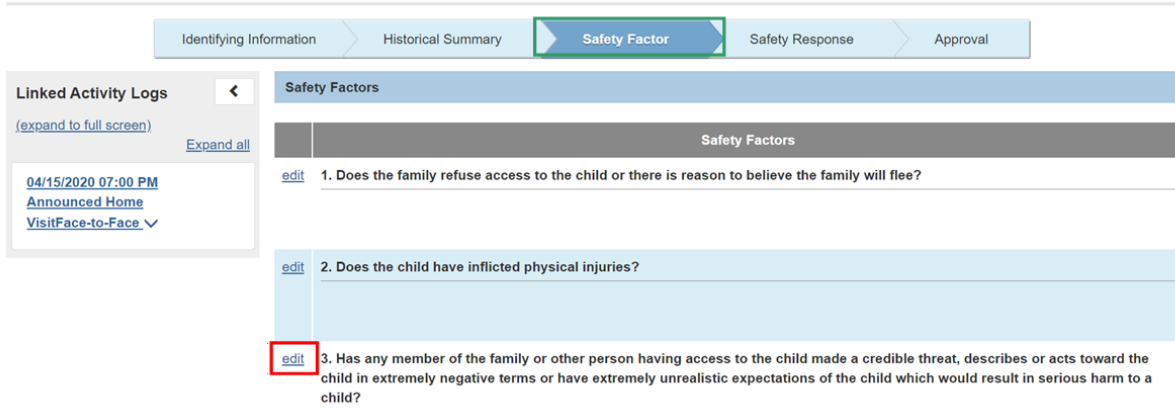 Identifying Information
Historical Summary
Safety Factor
Safety Response
Approval
Linked Activity Logs
(expand to full screen)
Expand all
04/15/2020 07:00 PM
Announced Home
VisitFace-to-Face
Safety Factors
Safety Factors
edit 1. Does the family refuse access to the child or there is reason to believe the family will flee?
edit 2. Does the child have inflicted physical injuries?
edit 3. Has any member of the family or other person having access to the child made a credible threat, describes or acts toward the
child in extremely negative terms or have extremely unrealistic expectations of the child which would result in serious harm to a
child?